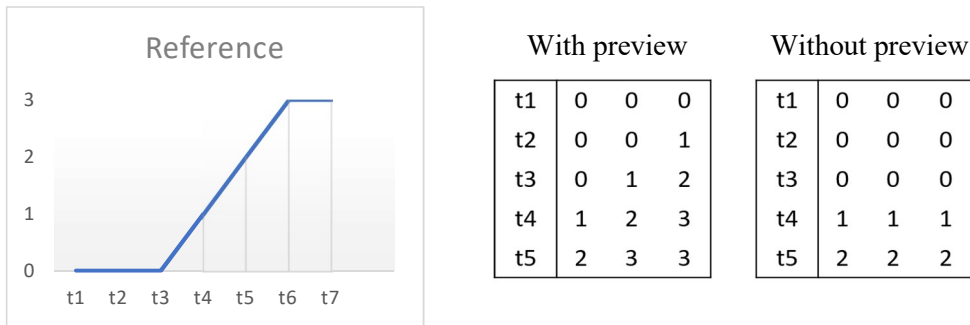 Reference
3
2
1
0
t1 t2 t3 t4 t5 t6 t7
With preview
t1 0 0 0
t2 0 0 1
t3 0 1 2
t4 1 2 3
t5 2 3 3
Without preview
t1 0 0 0
t2 0 0 0
t3 0 0 0
t4 1 1 1
t5 2 2 2